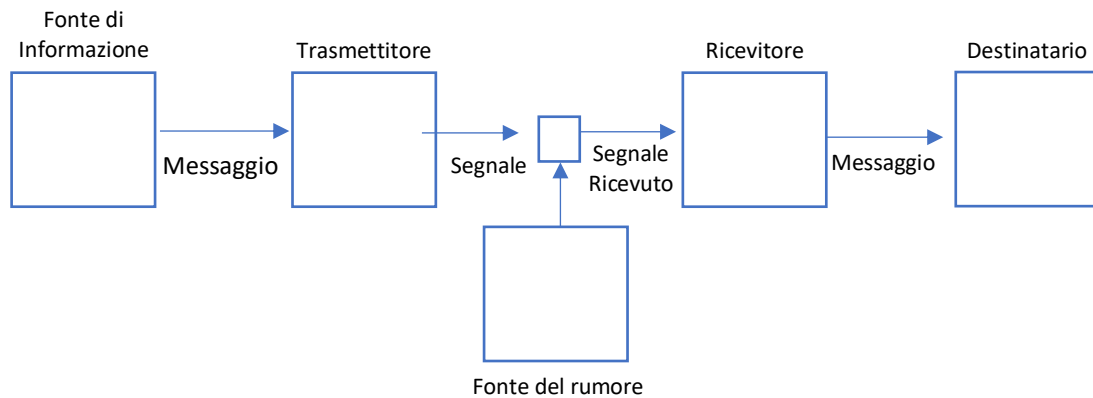 Fonte di
Informazione
Trasmettitore
Ricevitore
Destinatario
Messaggio
Segnale
Segnale
Ricevuto
Messaggio
Fonte del rumore